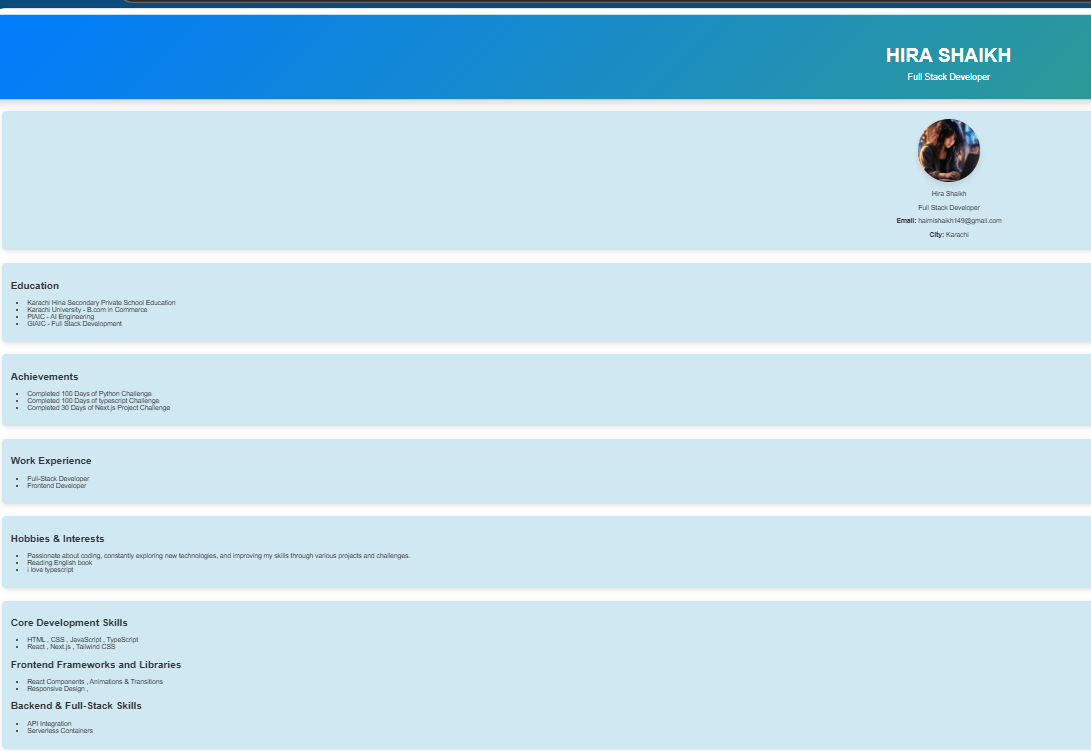 HIRA SHAIKH
Full Stack Developer
Hira Shaikh
Full Stack Developer
Email: haimishaikh149@gmail.com
City: Karachi
Education
Karachi Hina Secondary Private School Education
Karachi University - B.com in Commerce
PIAIC - AI Engineering
GIAIC - Full Stack Development
Achievements
Completed 100 Days of Python Challenge
Completed 100 Days of typescript Challenge
Completed 30 Days of Next.js Project Challenge
Work Experience
Full-Stack Developer
Frontend Developer
Hobbies & Interests
Passionate about coding, constantly exploring new technologies, and improving my skills through various projects and challenges.
Reading English book
i love typescript
Core Development Skills
HTML , CSS , JavaScript , TypeScript
React , Next.js , Tailwind CSS
Frontend Frameworks and Libraries
React Components , Animations & Transitions
Responsive Design ,
Backend & Full-Stack Skills
API Integration
Serverless Containers